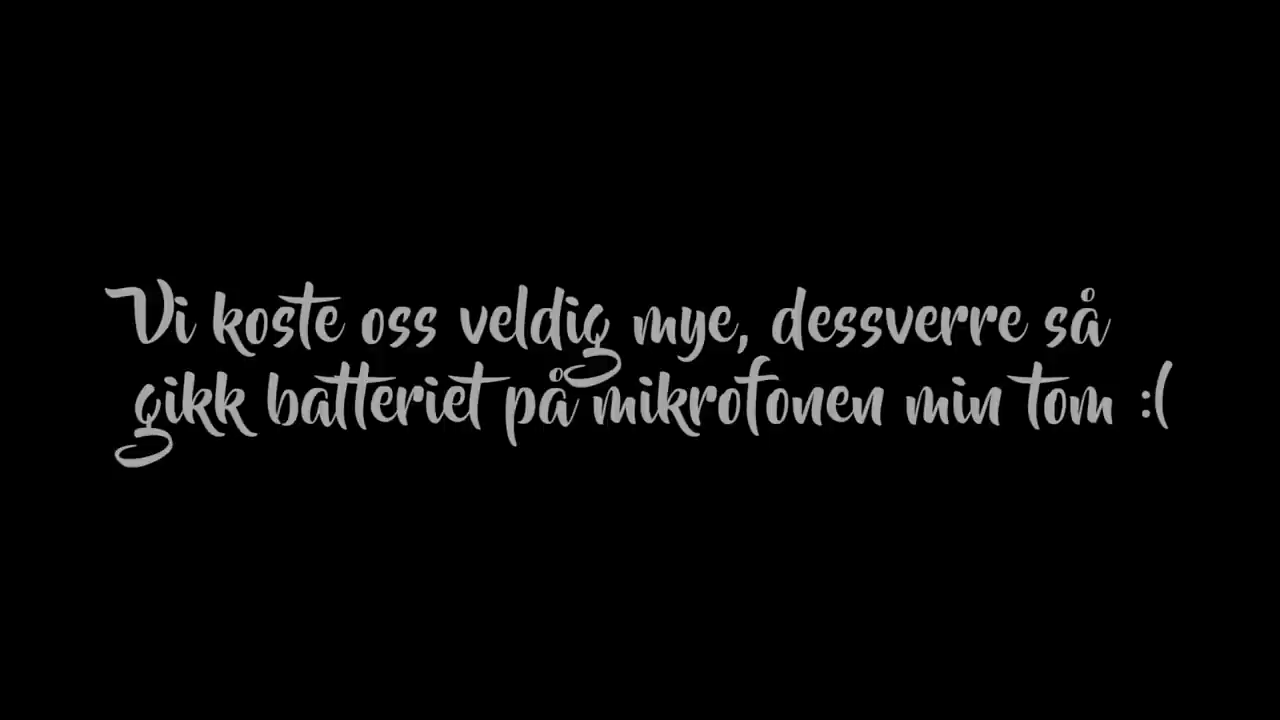 Vi koste oss veldig mye, dessverre så
gikk batteriet på mikrofonen min tom :(